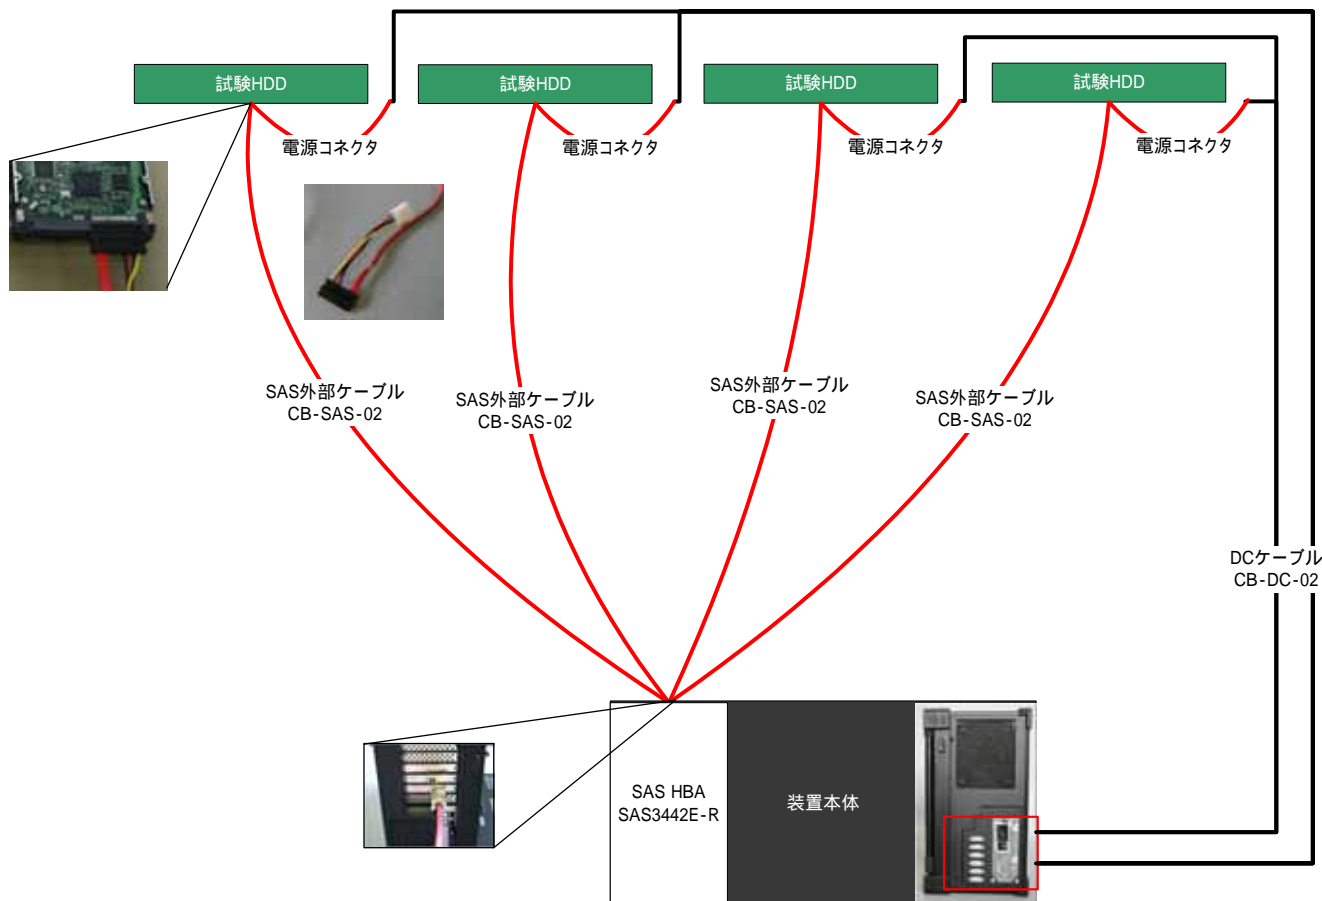 試験HDD
試験HDD
試験HDD
試験HDD
電源コネクタ
電源コネクタ
電源コネクタ
電源コネクタ
SAS外部ケーブル
CB-SAS-02
SAS外部ケーブル
CB-SAS-02
SAS外部ケーブル
CB-SAS-02
SAS外部ケーブル
CB-SAS-02
DCケーブル
CB-DC-02
SAS HBA
SAS3442E-R
装置本体